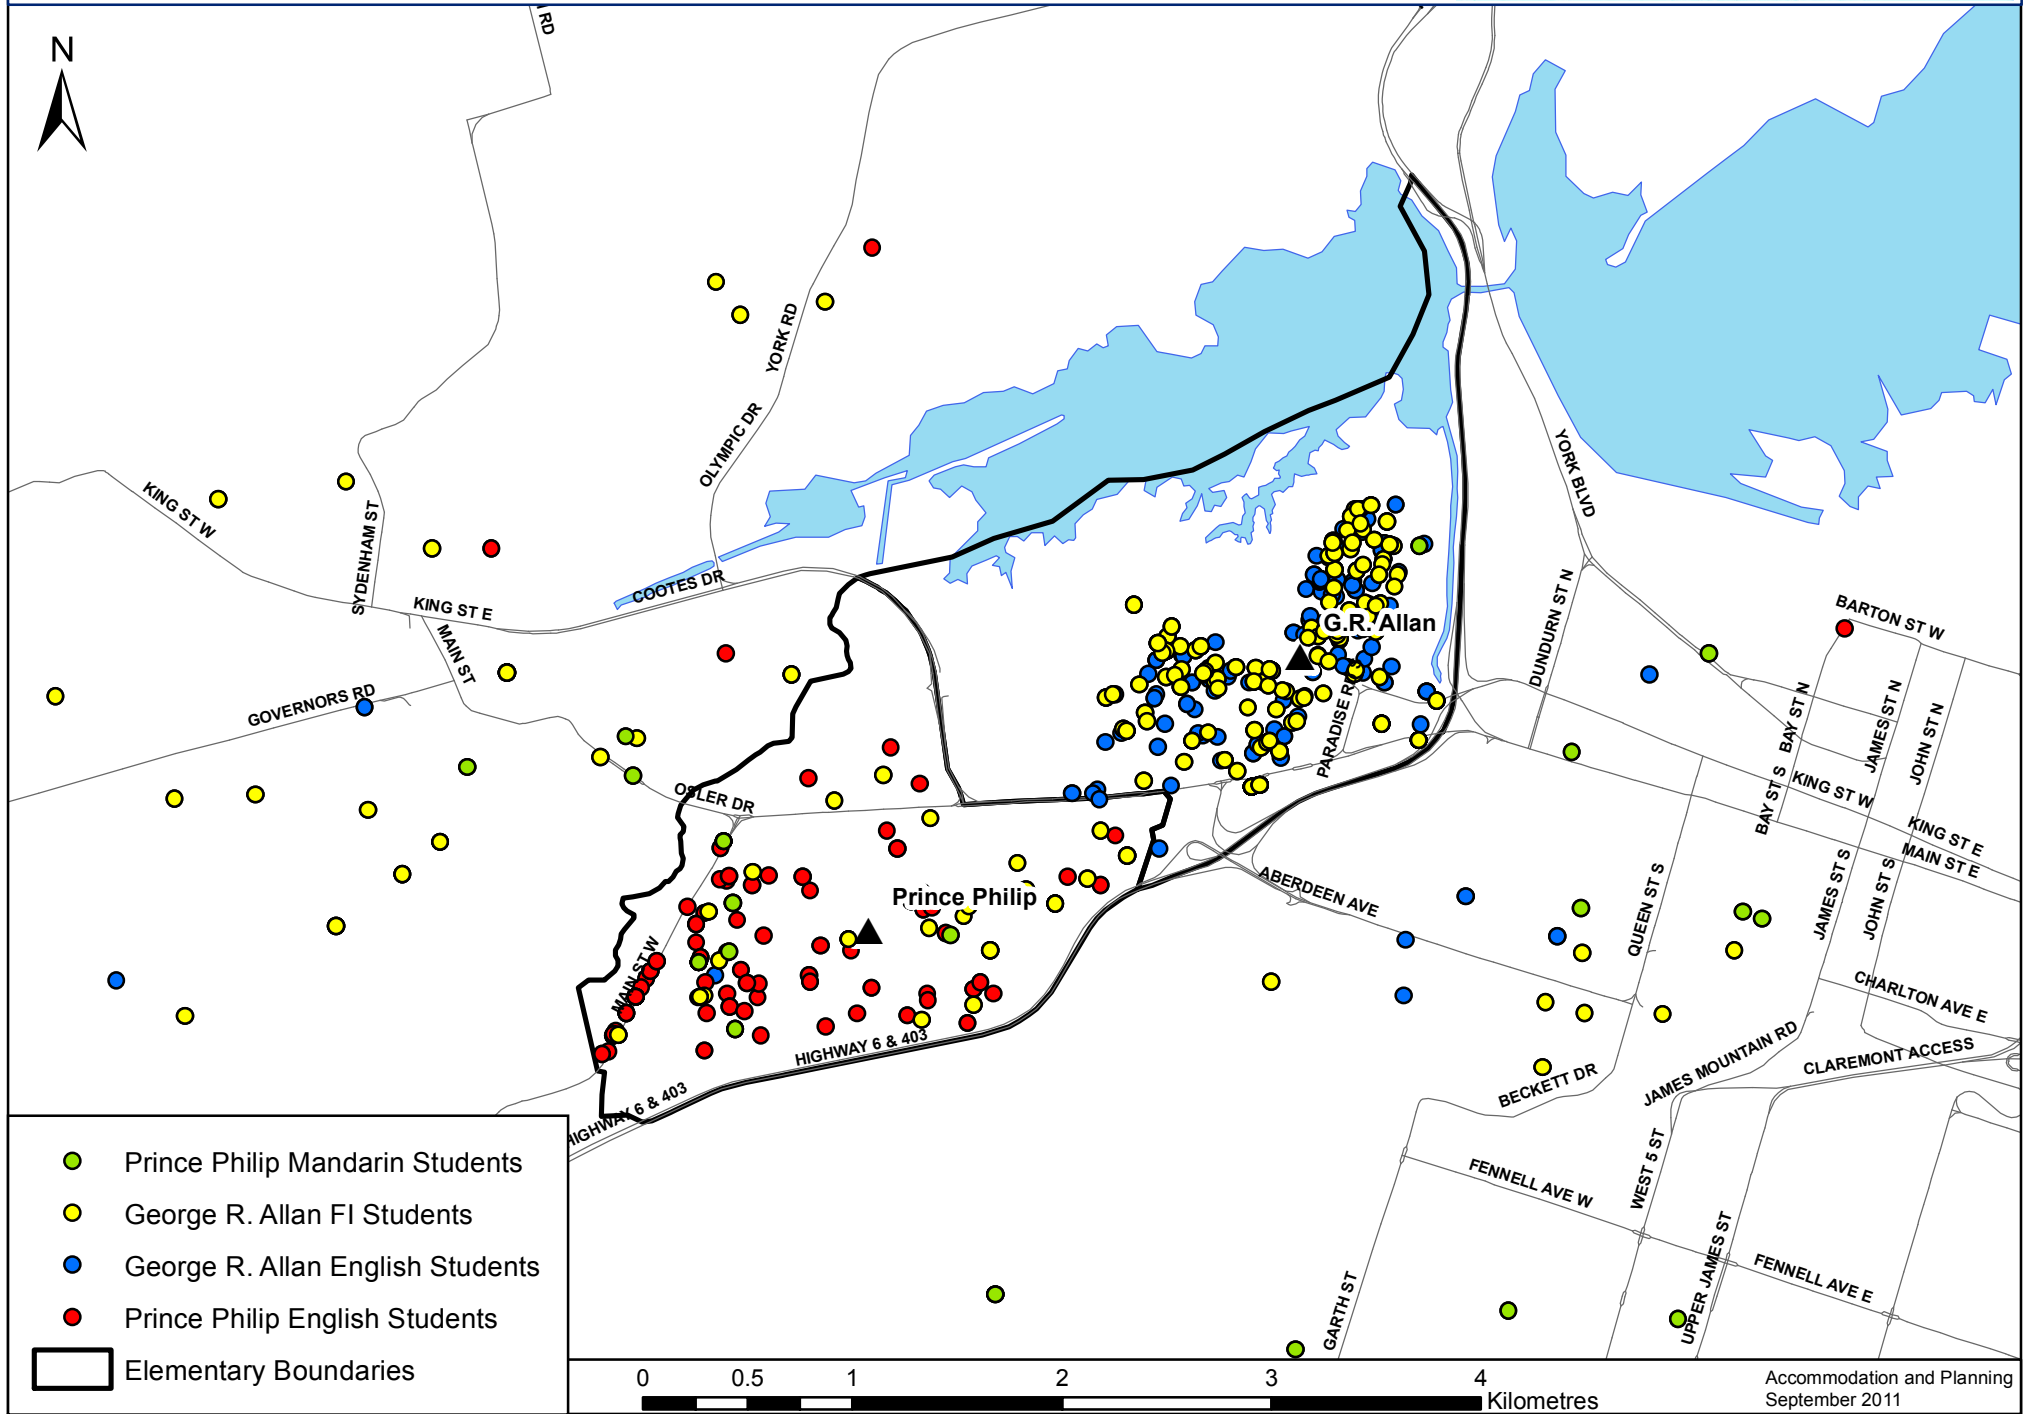 N
RD
YORK RD
OLYMPIC DR
KING ST W
SYDENHAM ST
COOTES DR
KING ST E
MAIN ST
GOVERNORS RD
OSLER DR
MAIN ST W
HIGHWAY 6 & 403
HIGHWAY 6 & 403
G.R. Allan
Prince Philip
PARADISE RD
YORK BLVD
DUNDURN ST N
BARTON ST W
BAY ST N
JAMES ST N
JOHN ST N
BAY ST S
KING ST W
KING ST E
MAIN ST E
ABERDEEN AVE
QUEEN ST S
JAMES ST S
JOHN ST S
CHARLTON AVE E
JAMES MOUNTAIN RD
CLAREMONT ACCESS
BECKETT DR
WEST 5 ST
FENNELL AVE W
UPPER JAMES ST
FENNELL AVE E
GARTH ST
Prince Philip Mandarin Students
George R. Allan FI Students
George R. Allan English Students
Prince Philip English Students
Elementary Boundaries
0 0.5 1 2 3 4
Kilometres
Accommodation and Planning
September 2011